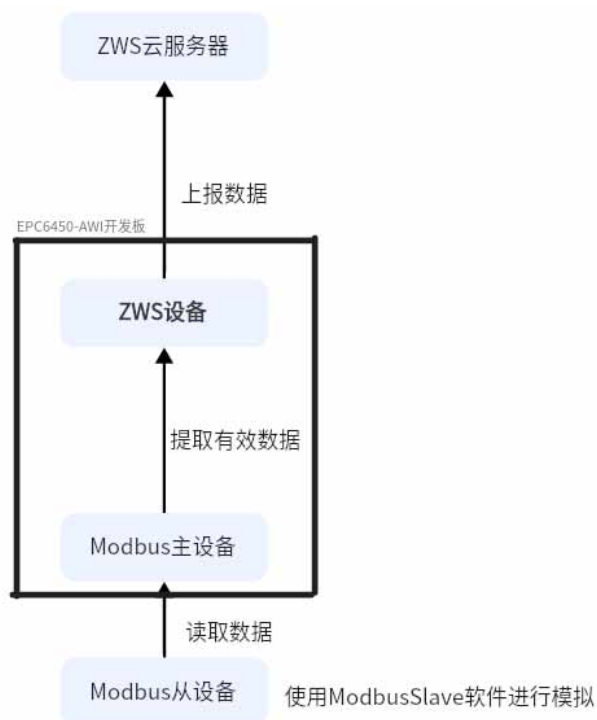 ZWS云服务器
上报数据
EPC6450-AWI开发板
ZWS设备
提取有效数据
Modbus主设备
读取数据
Modbus从设备
使用ModbusSlave软件进行模拟